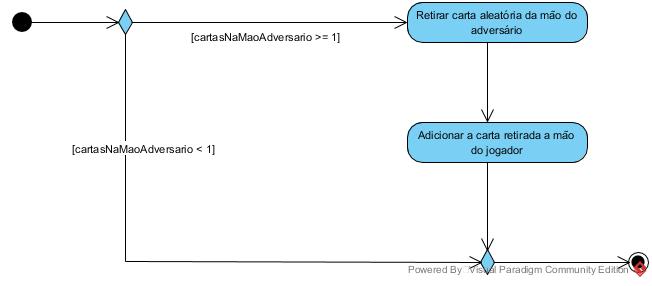 Retirar carta aleatória da mão do
adversário
[cartasNaMaoAdversario >= 1]
Adicionar a carta retirada a mão
do jogador
[cartasNaMaoAdversario < 1]
Powered By Visual Paradigm Community Edition